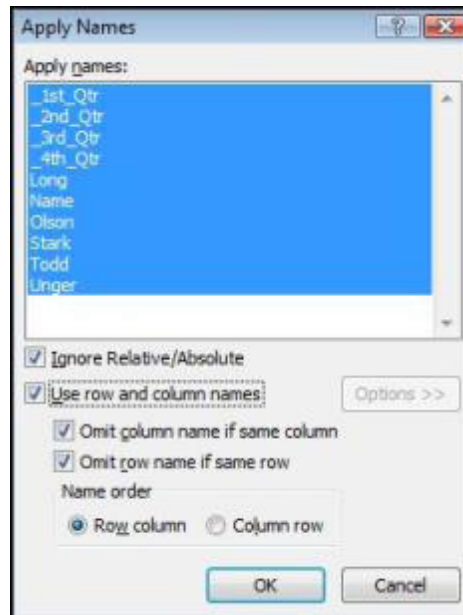 Apply Names
Apply names:
_1st_Qtr
_2nd_Qtr
_3rd_Qtr
_4th_Qtr
Long
Name
Olson
Stark
Todd
Unger
Ignore Relative/Absolute
Use row and column names
Options >>
Omit column name if same column
Omit row name if same row
Name order
Row column
Column row
OK
Cancel